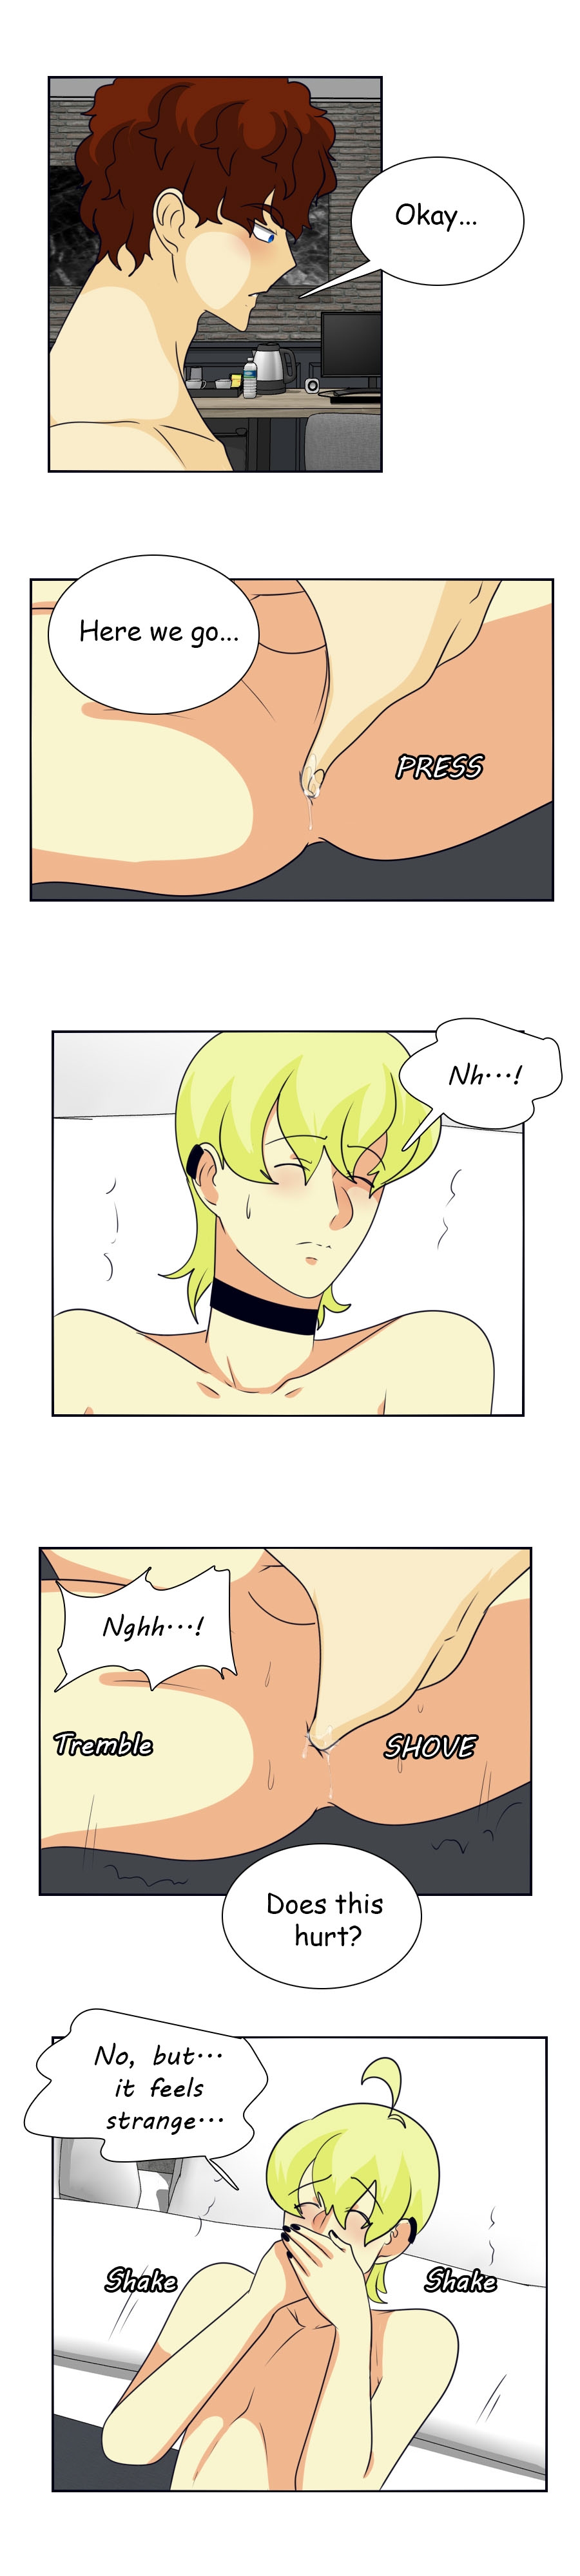 Okay...
Here we go...
PRESS
Nh...!
Nghh...!
Tremble
SHOVE
Does this
hurt?
No, but...
it feels
strange...
Shake
Shake